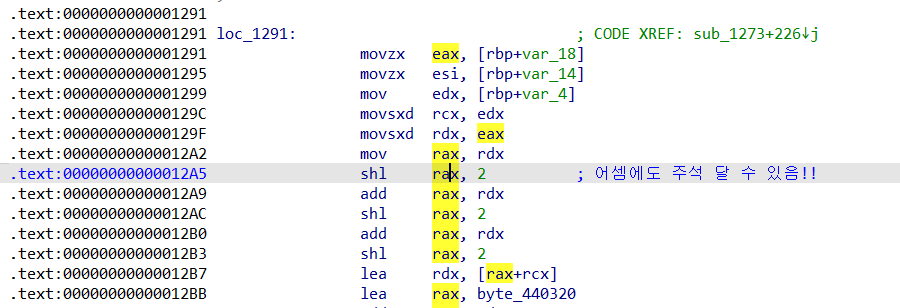 .text:0000000000001291
.text:0000000000001291 loc_1291: ; CODE XREF: sub_1273+226↓j
.text:0000000000001291 movzx eax, [rbp+var_18]
.text:0000000000001295 movzx esi, [rbp+var_14]
.text:0000000000001299 mov edx, [rbp+var_4]
.text:000000000000129C movsxd rcx, edx
.text:000000000000129F movsxd rdx, eax
.text:00000000000012A2 mov rax, rdx
.text:00000000000012A5 shl rax, 2 ; 어셈에도 주석 달 수 있음!!
.text:00000000000012A9 add rax, rdx
.text:00000000000012AC shl rax, 2
.text:00000000000012B0 add rax, rdx
.text:00000000000012B3 shl rax, 2
.text:00000000000012B7 lea rdx, [rax+rcx]
.text:00000000000012BB lea rax, byte_440320